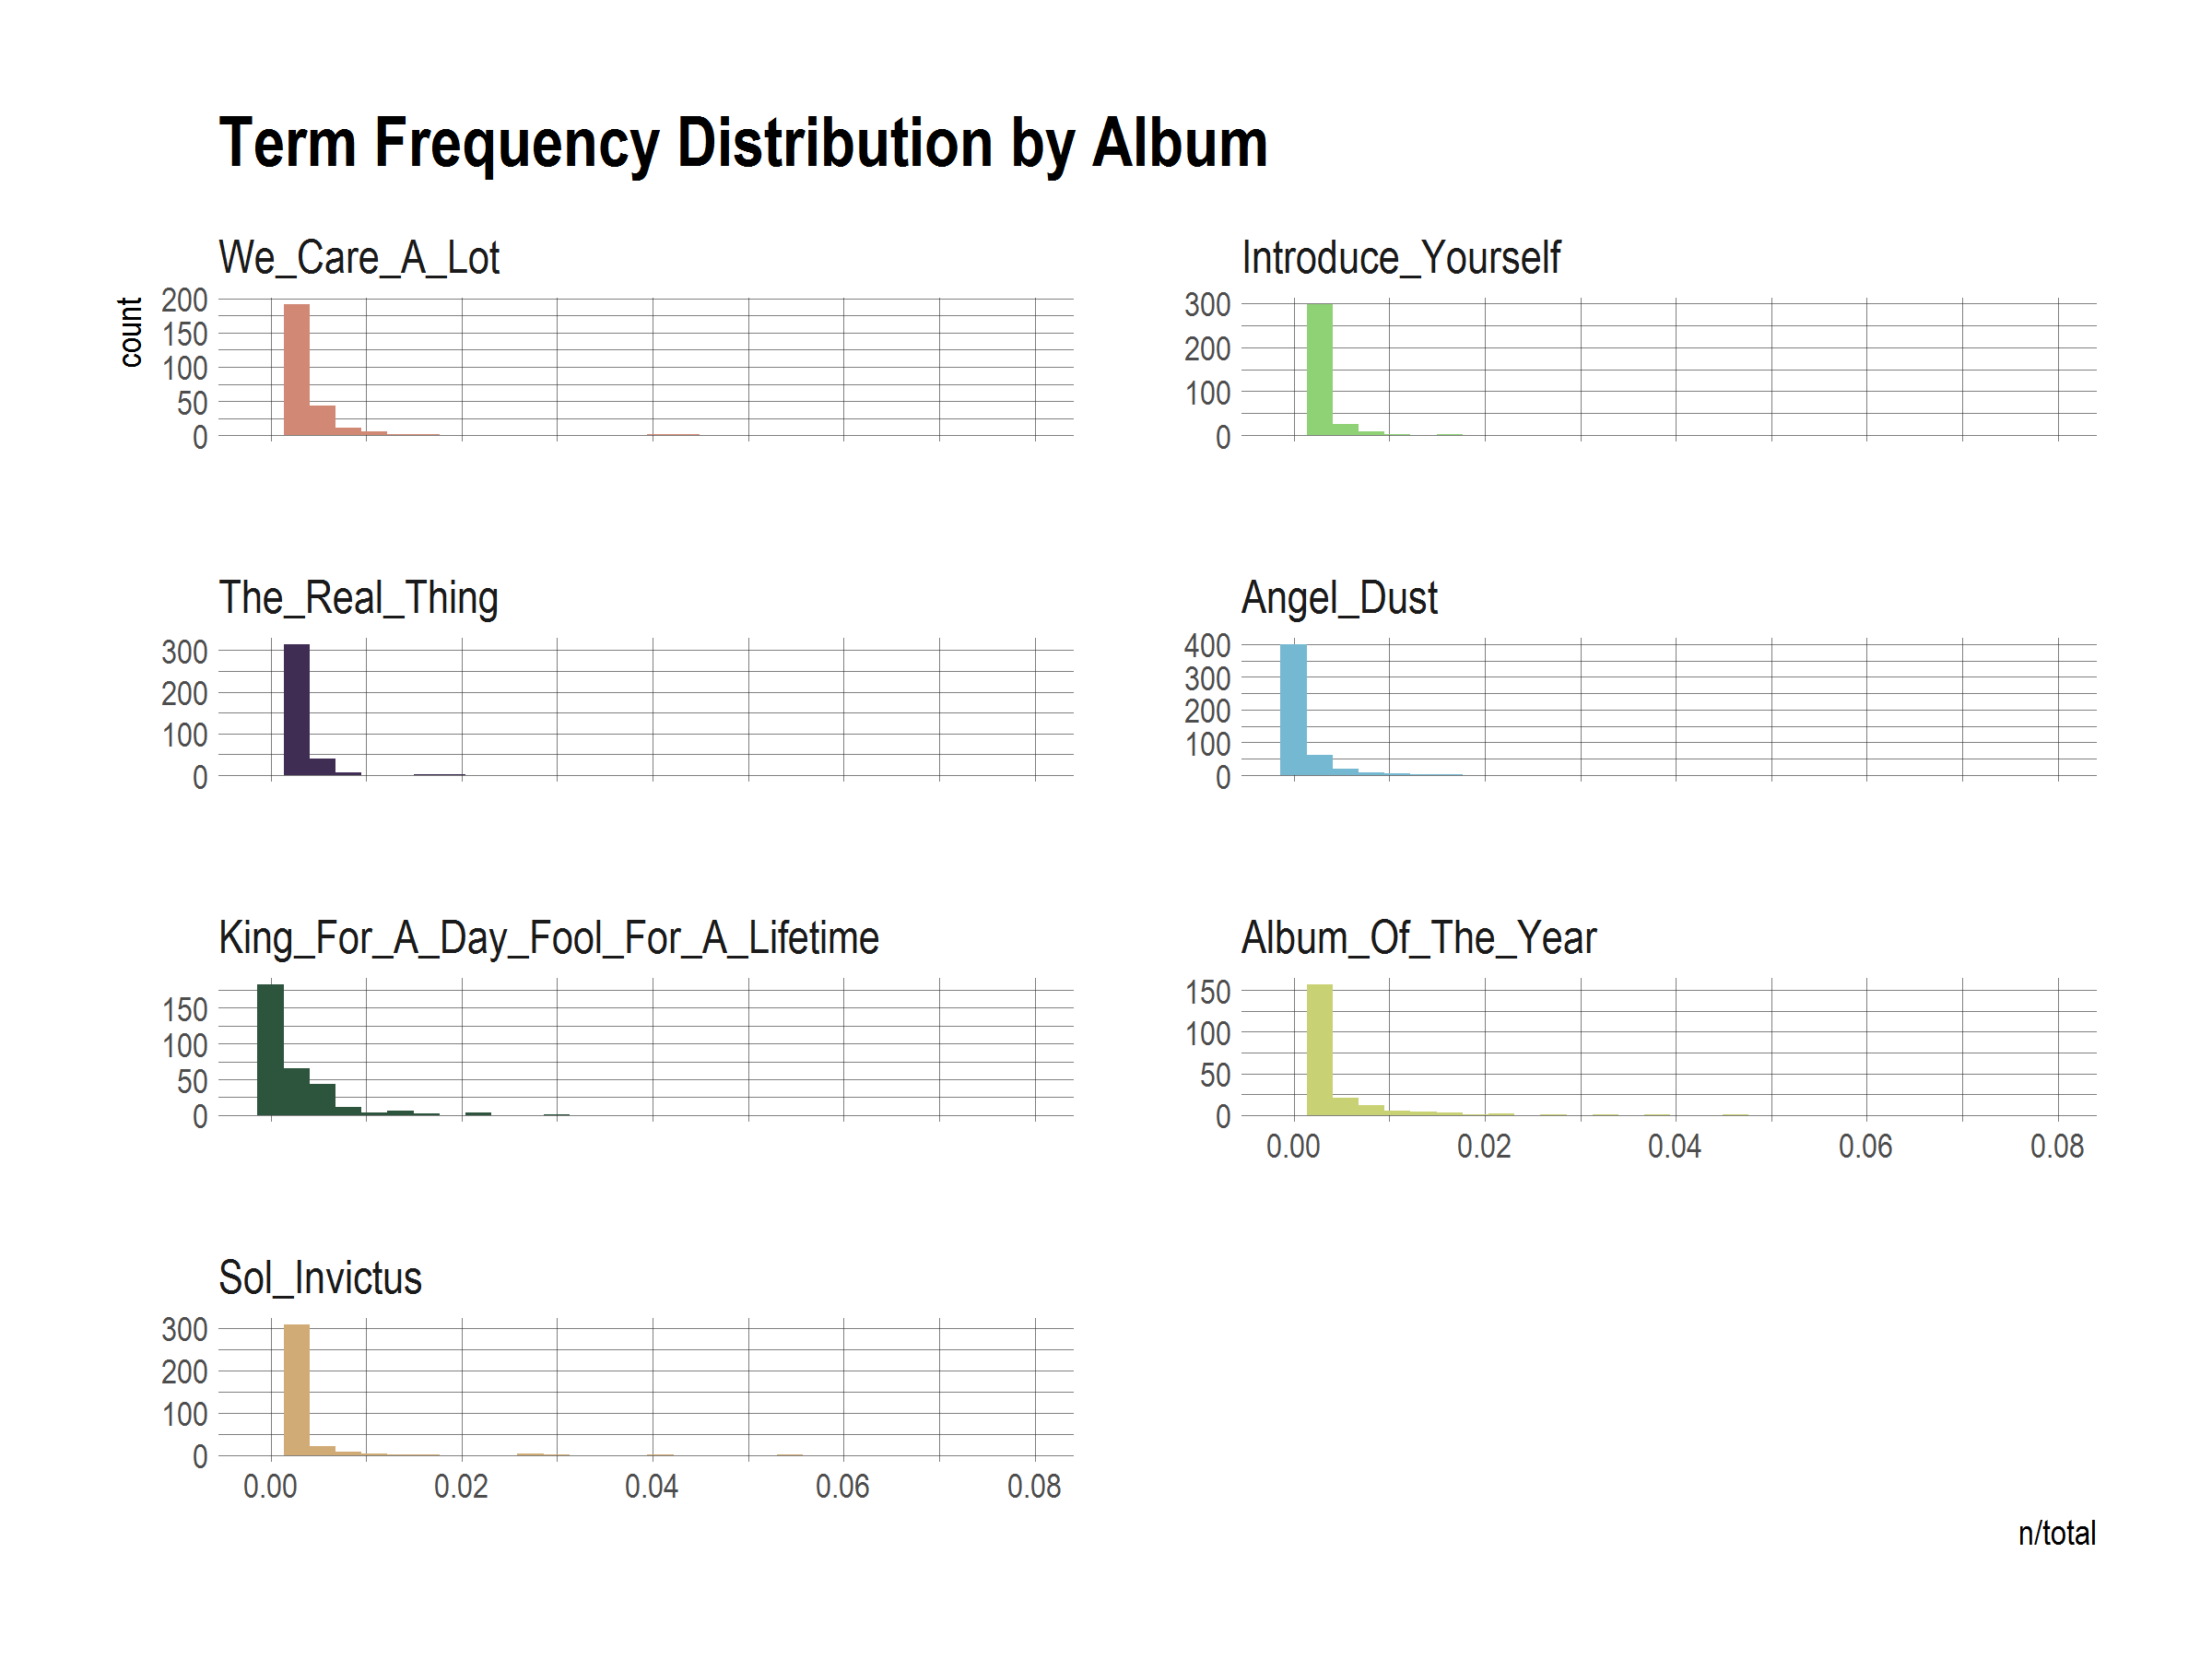 Term Frequency Distribution by Album
We_Care_A_Lot
count
200
150
100
50
0
Introduce_Yourself
300
200
100
0
The_Real_Thing
300
200
100
0
Angel_Dust
400
300
200
100
0
King_For_A_Day_Fool_For_A_Lifetime
150
100
50
0
Album_Of_The_Year
150
100
50
0
0.00 0.02 0.04 0.06 0.08
Sol_Invictus
300
200
100
0
0.00 0.02 0.04 0.06 0.08
n/total